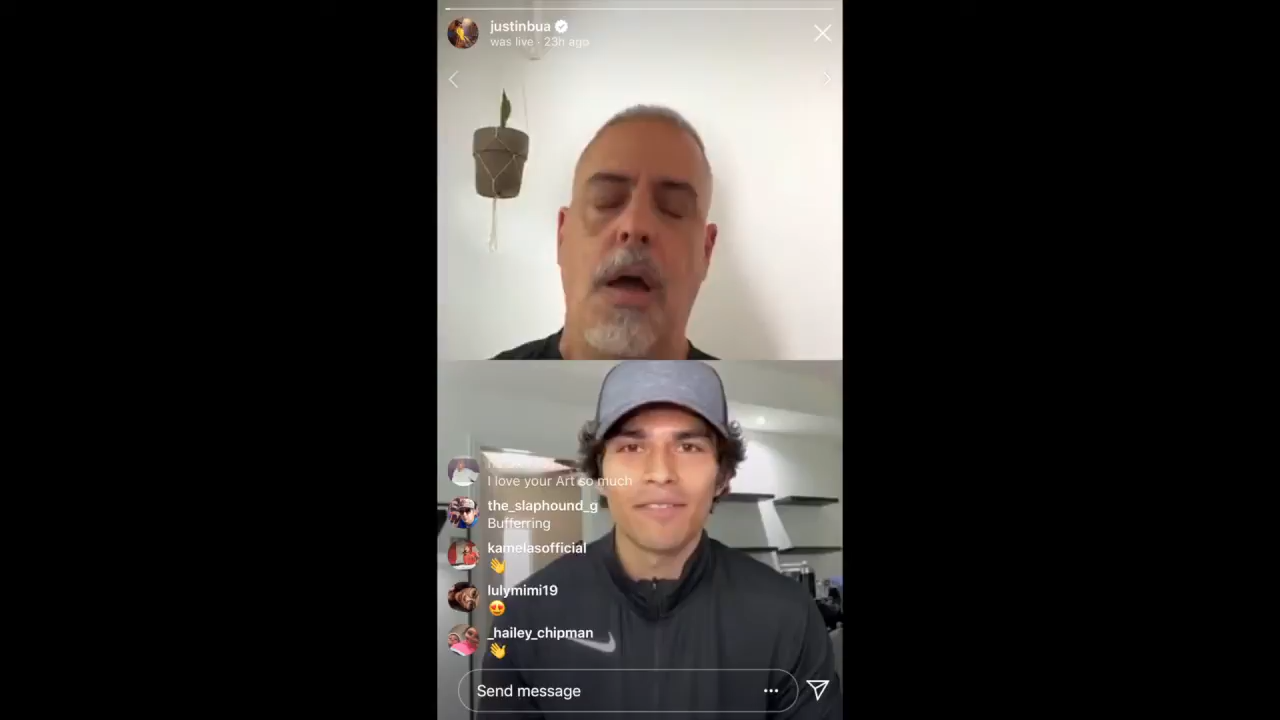 justinbua
was live · 23h ago
I love your Art so much
the_slaphound_g
Bufferring
kamelasofficial
👋
lulymimi19
😍
_hailey_chipman
👋
Send message